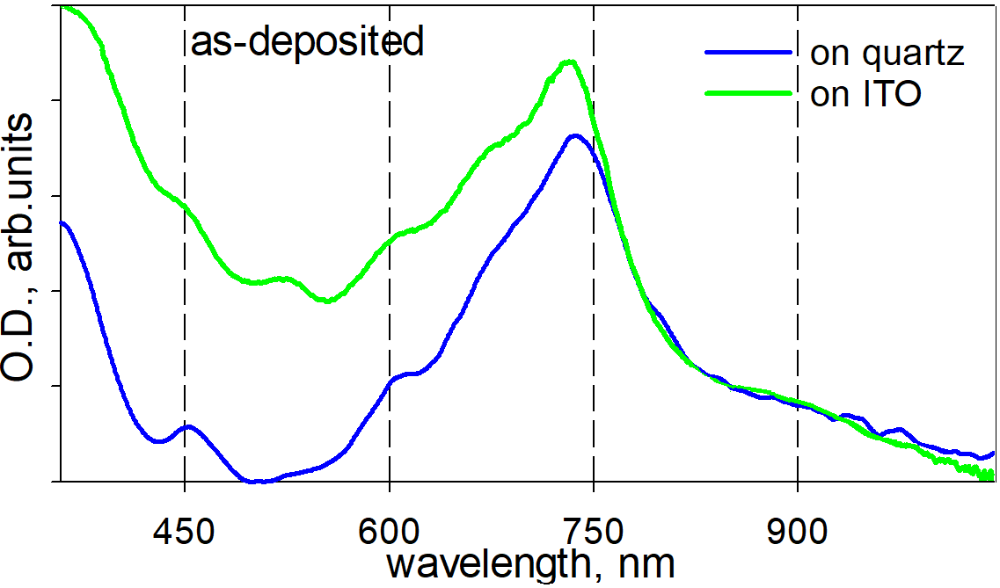 as-deposited
on quartz
on ITO
O.D., arb.units
450 600 750 900
wavelength, nm